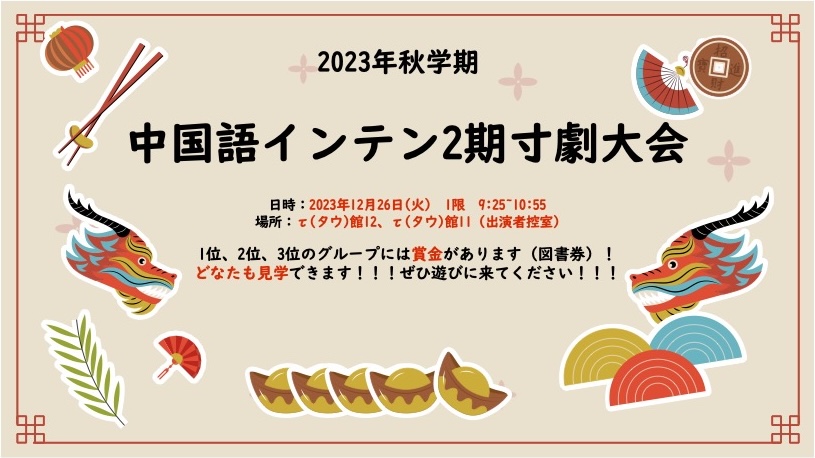 2023年秋学期
中国語インテン2期寸劇大会
日時：2023年12月26日(火)　1限　9:25~10:55
場所：τ(タウ)館12、τ(タウ)館11（出演者控室）
1位、2位、3位のグループには賞金があります（図書券）！
どなたも見学できます！！！ぜひ遊びに来てください！！！
招
進
財